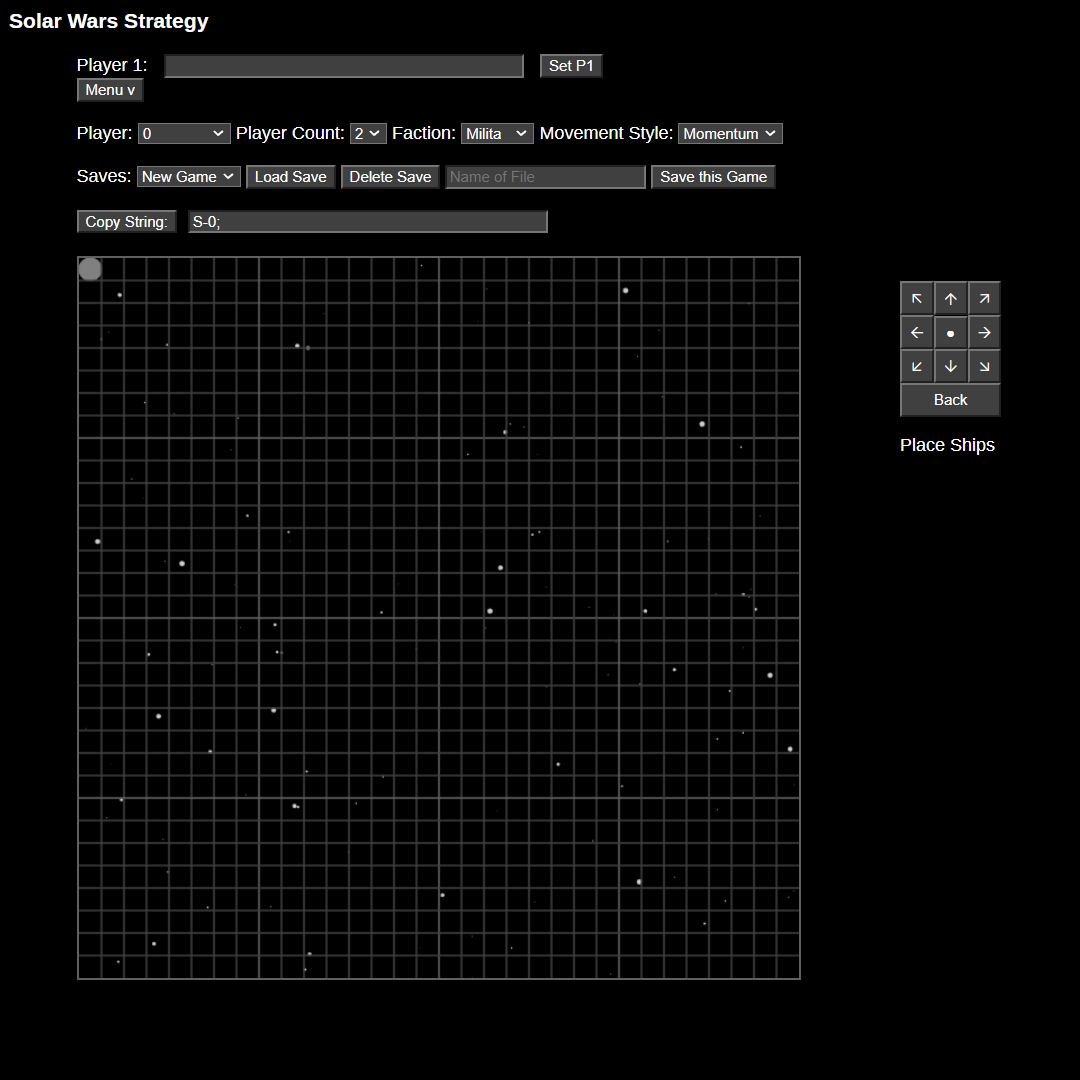 Solar Wars Strategy
Player 1: Set P1
Menu v
Player: 0 Player Count: 2 Faction: Milita Movement Style: Momentum
Saves: New Game Load Save Delete Save Name of File Save this Game
Copy String: S-0;
↖ ↑ ↗
← ● →
↙ ↓ ↘
Back
Place Ships